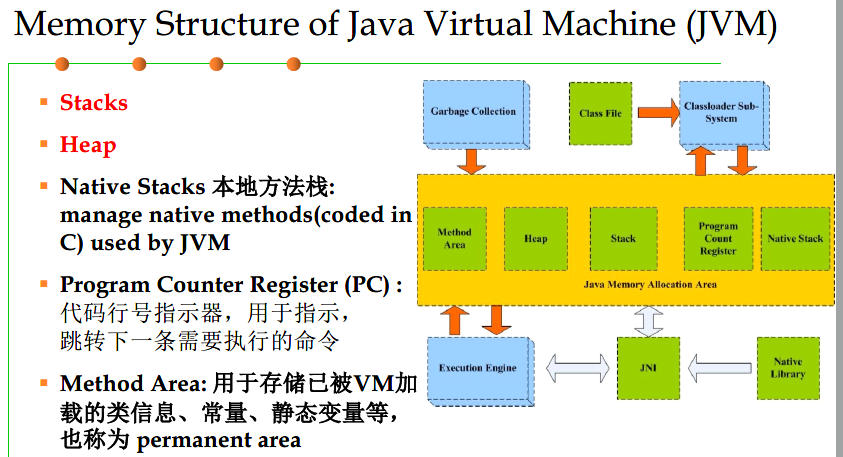 Memory Structure of Java Virtual Machine (JVM)
Stacks
Heap
Native Stacks 本地方法栈:
manage native methods(coded in
C) used by JVM
Program Counter Register (PC) :
代码行号指示器，用于指示，
跳转下一条需要执行的命令
Method Area: 用于存储已被VM加
载的类信息、常量、静态变量等，
也称为 permanent area
Garbage Collection
Class File
Classloader Sub-
System
Method
Area
Heap
Stack
Program
Count
Register
Native Stack
Java Memory Allocation Area
Execution Engine
JNI
Native
Library